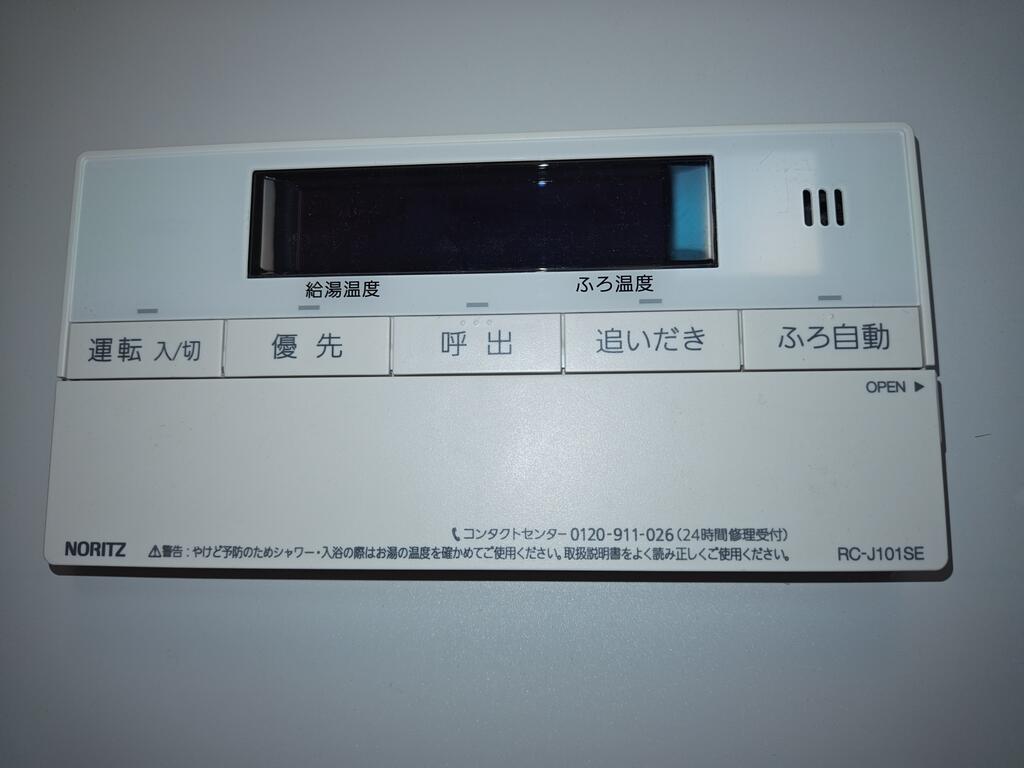 給湯温度 ふろ温度
運転 入/切 優先 呼出 追いだき ふろ自動
OPEN ▶
コンタクトセンター 0120-911-026(24時間修理受付)
NORITZ ⚠警告:やけど予防のためシャワー・入浴の際はお湯の温度を確かめてご使用ください。取扱説明書をよく読み正しくご使用ください。 RC-J101SE